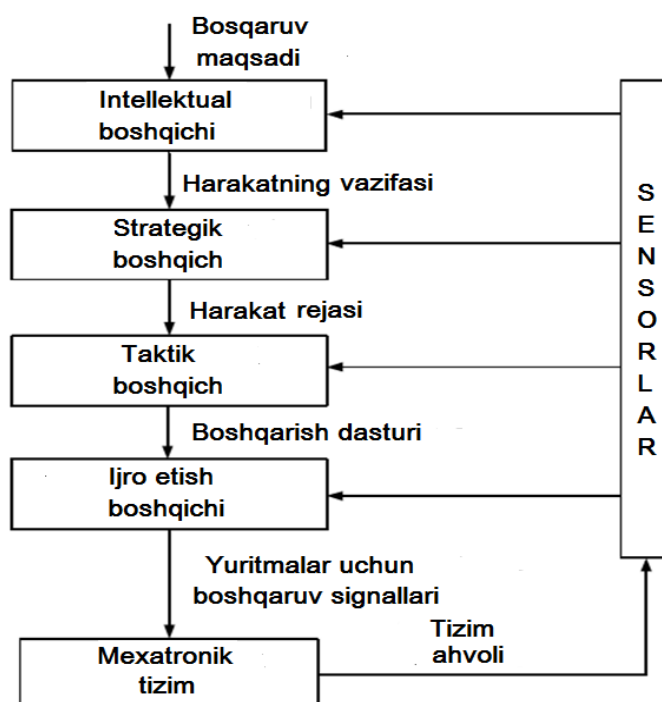 Bosqaruv
maqsadi
Intellektual
boshqichi
Harakatning vazifasi
Strategik
boshqich
Harakat rejasi
Taktik
boshqich
Boshqarish dasturi
Ijro etish
boshqichi
Yuritmalar uchun
boshqaruv signallari
Mexatronik
tizim
Tizim
ahvoli
S
E
N
S
O
R
L
A
R